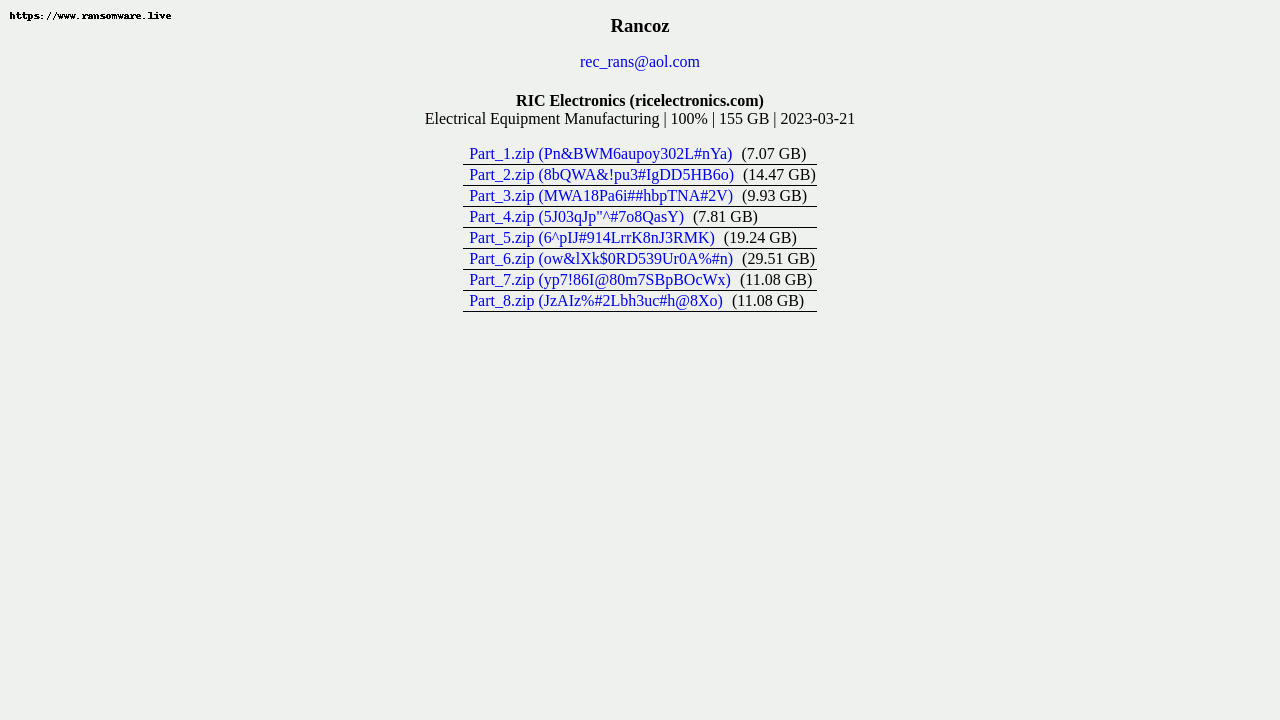 https://www.ransomware.live
Rancoz
rec_rans@aol.com
RIC Electronics (ricelectronics.com)
Electrical Equipment Manufacturing | 100% | 155 GB | 2023-03-21
Part_1.zip (Pn&BWM6aupoy302L#nYa) (7.07 GB)
Part_2.zip (8bQWA&!pu3#IgDD5HB6o) (14.47 GB)
Part_3.zip (MWA18Pa6i##hbpTNA#2V) (9.93 GB)
Part_4.zip (5J03qJp"^#7o8QasY) (7.81 GB)
Part_5.zip (6^pIJ#914LrrK8nJ3RMK) (19.24 GB)
Part_6.zip (ow&lXk$0RD539Ur0A%#n) (29.51 GB)
Part_7.zip (yp7!86I@80m7SBpBOcWx) (11.08 GB)
Part_8.zip (JzAIz%#2Lbh3uc#h@8Xo) (11.08 GB)